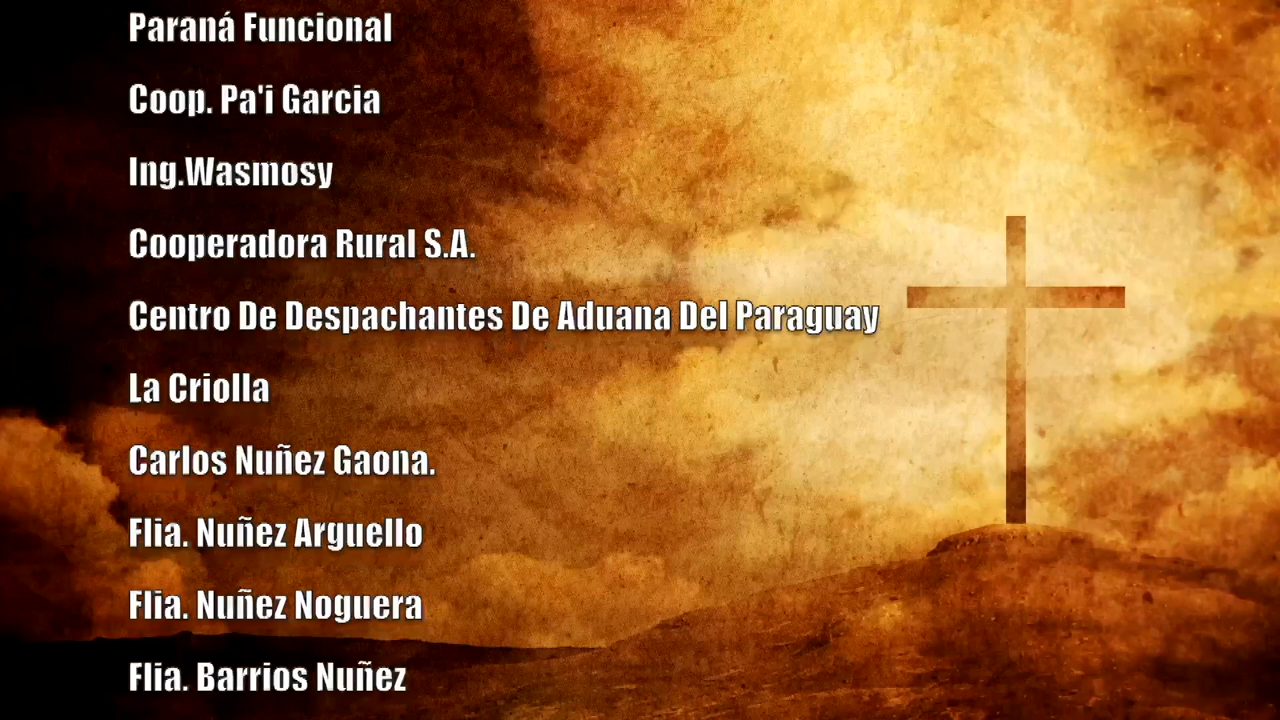 Paraná Funcional
Coop. Pa'i Garcia
Ing.Wasmosy
Cooperadora Rural S.A.
Centro De Despachantes De Aduana Del Paraguay
La Criolla
Carlos Nuñez Gaona.
Flia. Nuñez Arguello
Flia. Nuñez Noguera
Flia. Barrios Nuñez